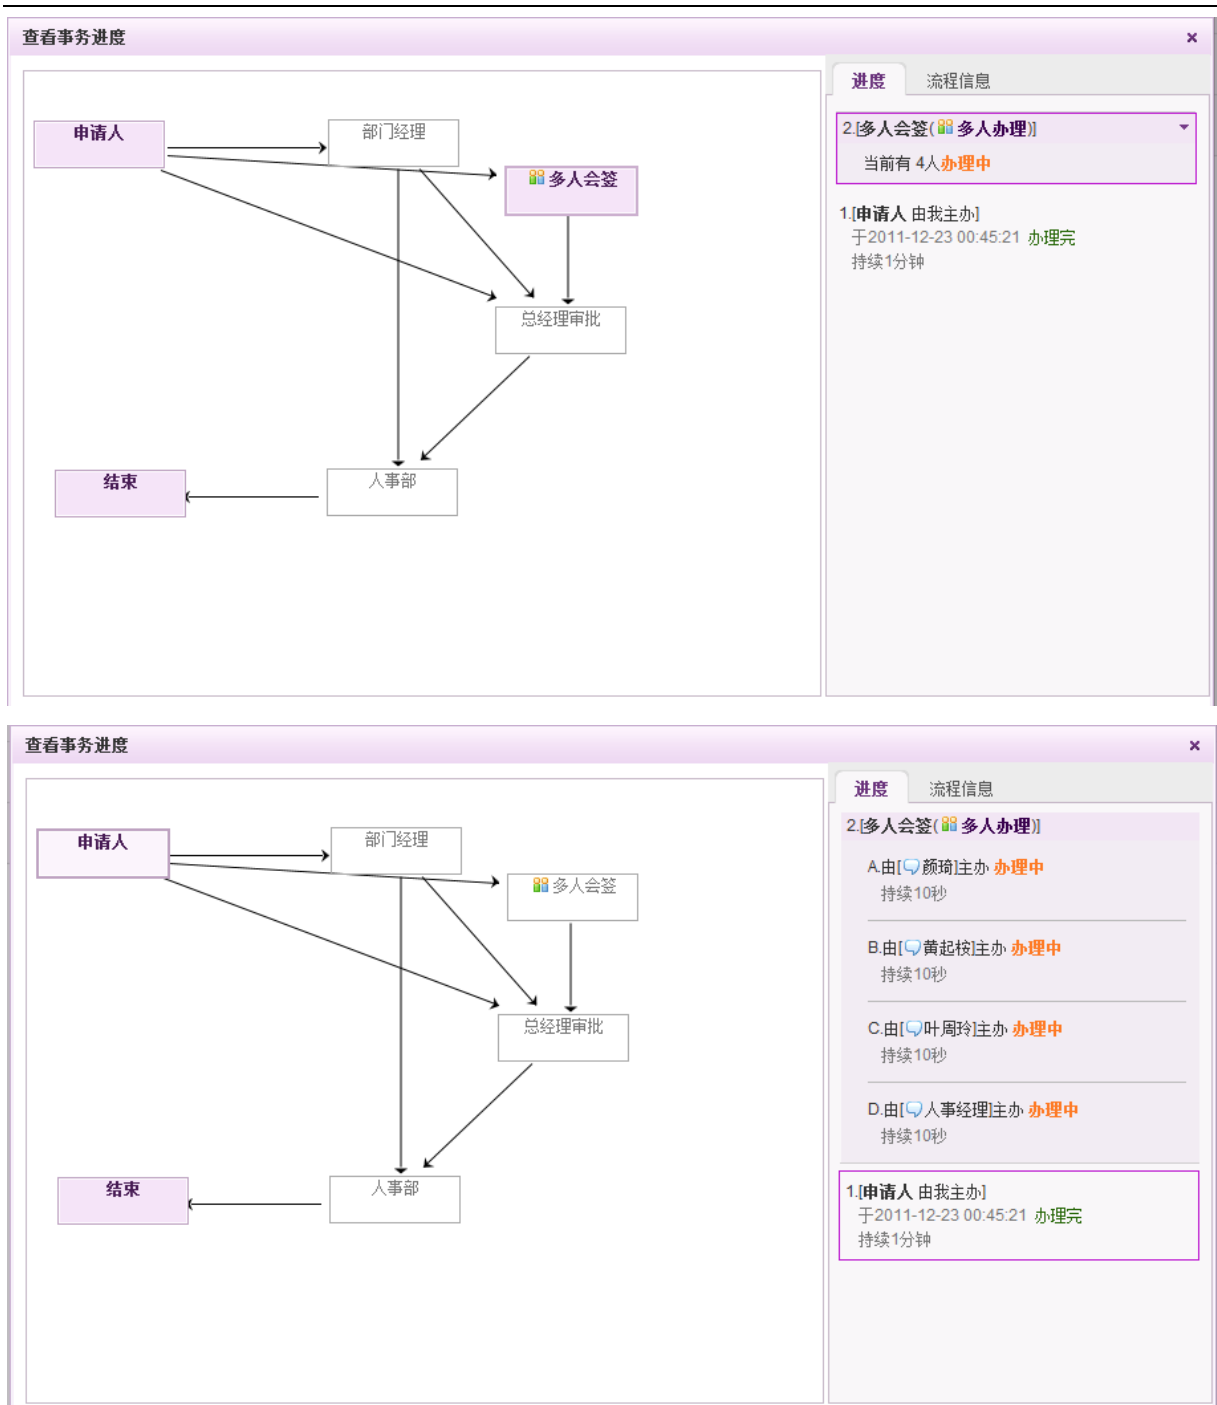 查看事务进度
×
申请人
部门经理
多人会签
总经理审批
人事部
结束
进度 流程信息
2.[多人会签(多人办理)]
当前有 4人办理中
1.[申请人 由我主办]
于2011-12-23 00:45:21 办理完
持续1分钟
查看事务进度
×
申请人
部门经理
多人会签
总经理审批
人事部
结束
进度 流程信息
2.[多人会签(多人办理)]
A.由[颜琦]主办 办理中
持续10秒
B.由[黄起桉]主办 办理中
持续10秒
C.由[叶周玲]主办 办理中
持续10秒
D.由[人事经理]主办 办理中
持续10秒
1.[申请人 由我主办]
于2011-12-23 00:45:21 办理完
持续1分钟